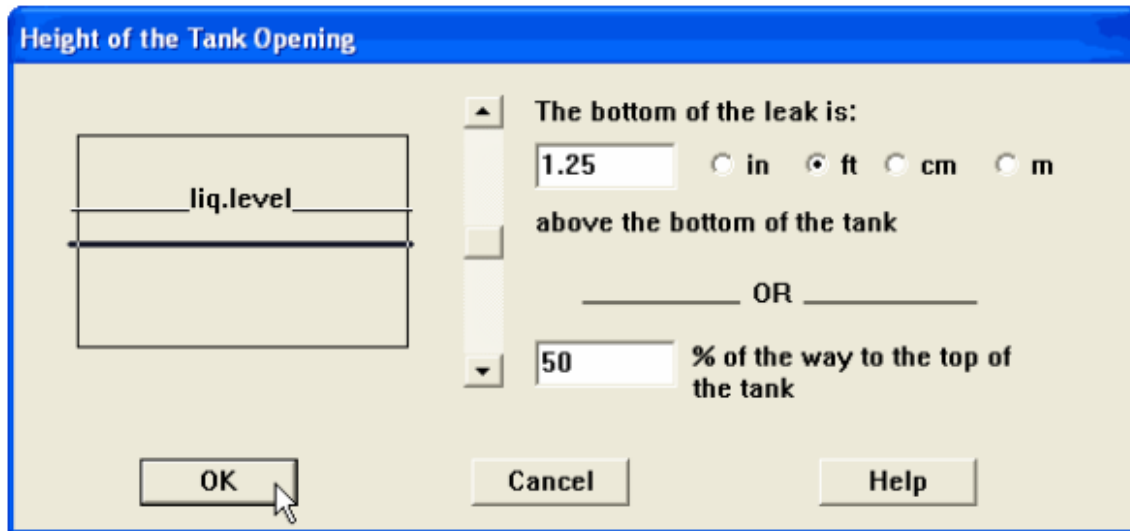 Height of the Tank Opening
liq.level
The bottom of the leak is:
1.25 in ft cm m
above the bottom of the tank
OR
50 % of the way to the top of
the tank
OK Cancel Help